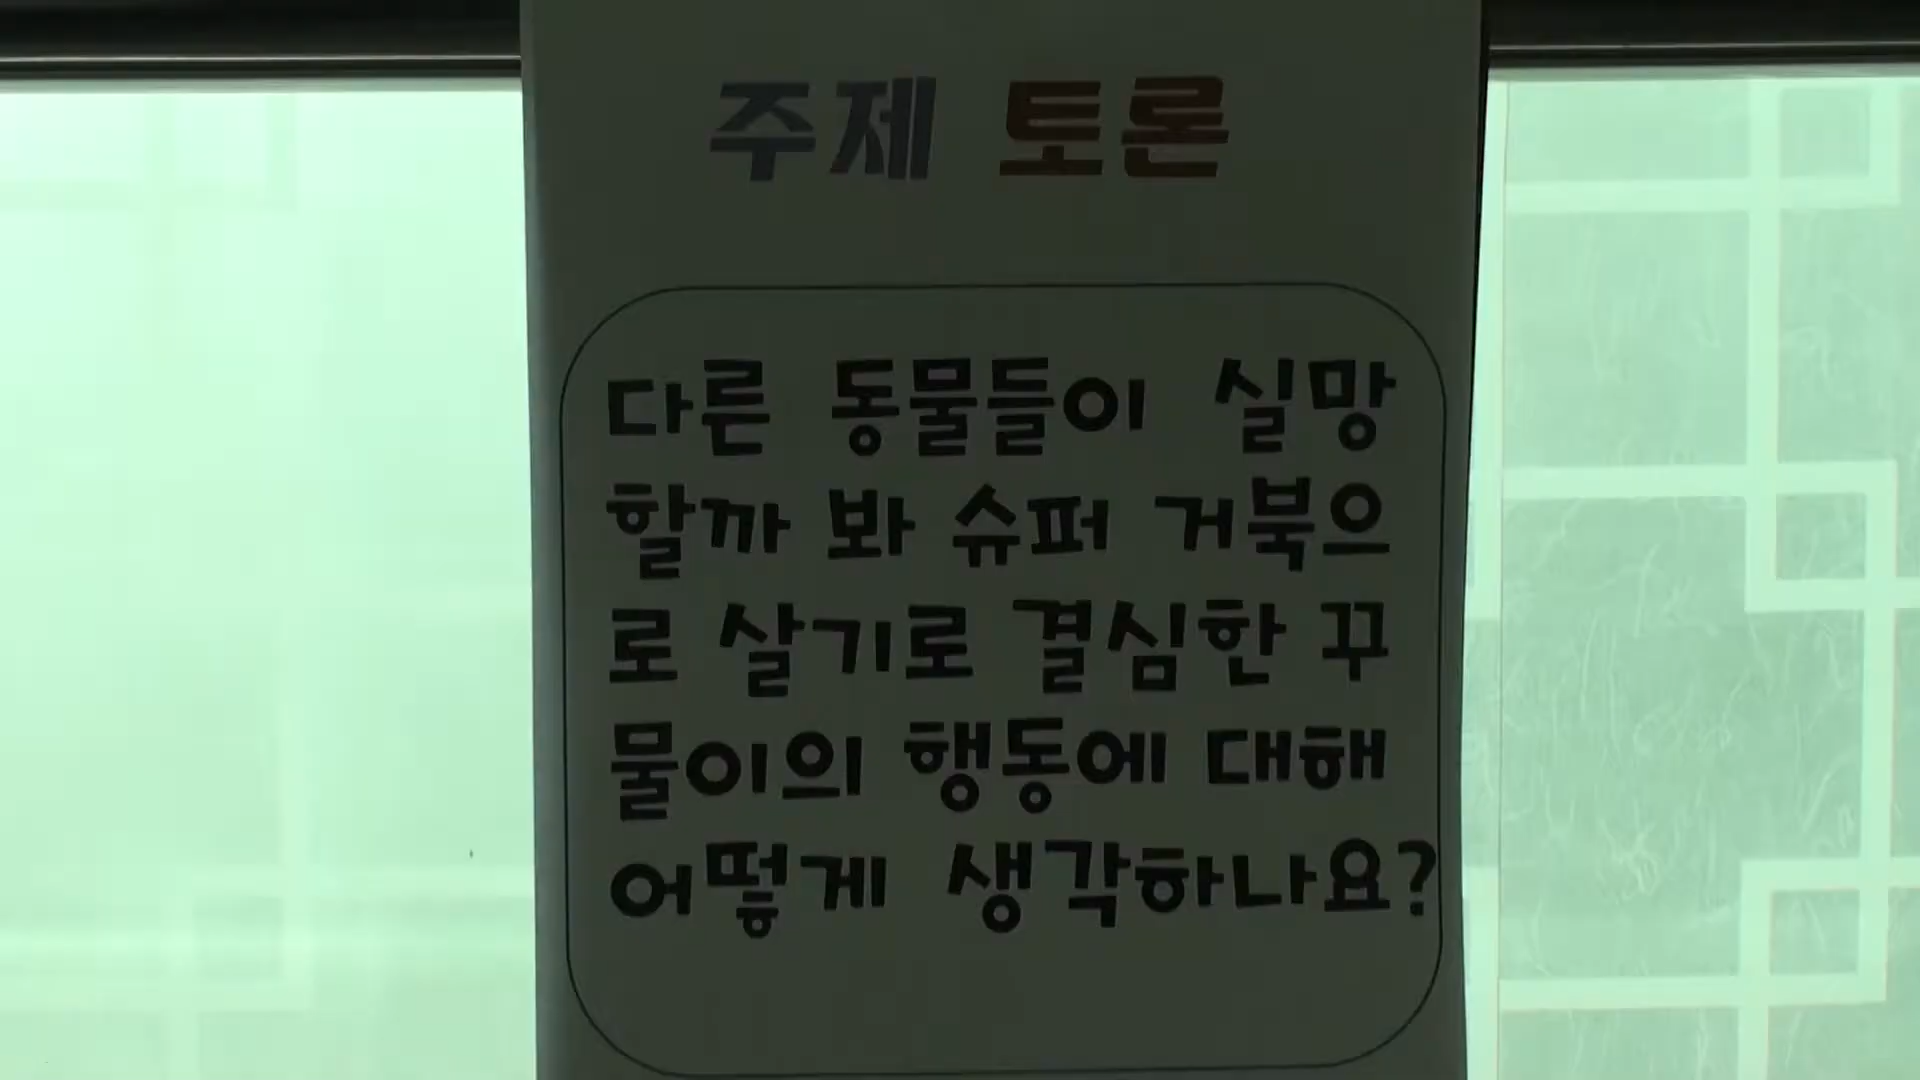 주제 토론
다른 동물들이 실망
할까 봐 슈퍼 거북으
로 살기로 결심한 꾸
물이의 행동에 대해
어떻게 생각하나요?